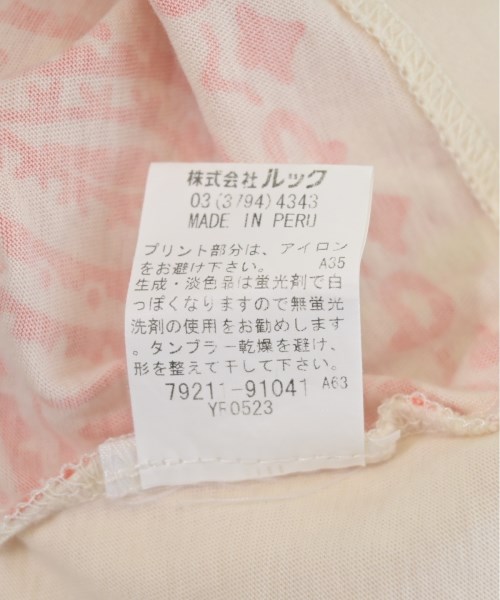 株式会社 ルック
03(3794)4343
MADE IN PERU
プリント部分は、アイロン
をお避け下さい。 A35
生成・淡色品は蛍光剤で白
っぽくなりますので無蛍光
洗剤の使用をお勧めします
。タンブラー乾燥を避け、
形を整えて干して下さい。
79211-91041 A63
YF0523